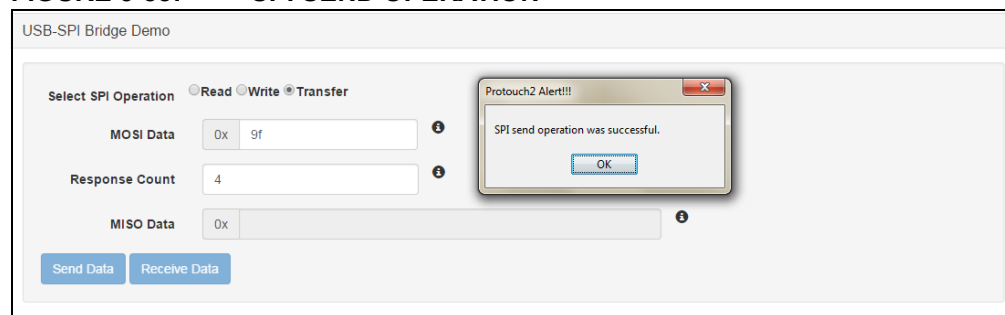 USB-SPI Bridge Demo
Select SPI Operation Read Write Transfer
Protouch2 Alert!!!
SPI send operation was successful.
OK
MOSI Data 0x 9f
Response Count 4
MISO Data 0x
Send Data Receive Data